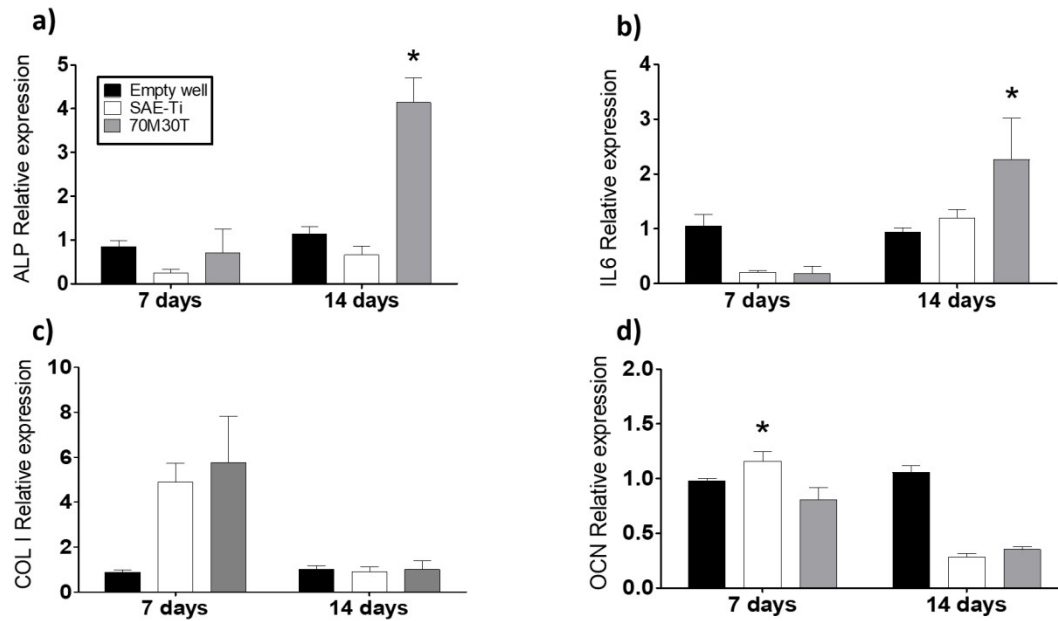 a)
ALP Relative expression
5
4
3
2
1
0
Empty well
SAE-Ti
70M30T
*
7 days
14 days
b)
IL6 Relative expression
4
3
2
1
0
*
7 days
14 days
c)
COL I Relative expression
10
8
6
4
2
0
7 days
14 days
d)
OCN Relative expression
2.0
1.5
1.0
0.5
0.0
*
7 days
14 days